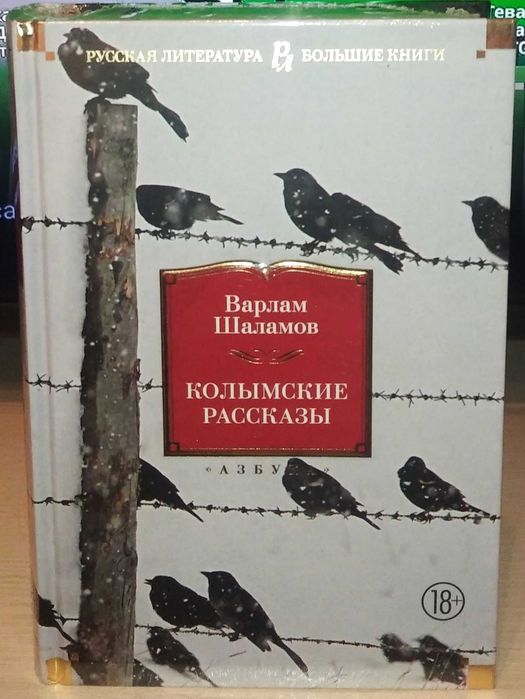 РУССКАЯ ЛИТЕРАТУРА
БОЛЬШИЕ КНИГИ
Варлам
Шаламов
КОЛЫМСКИЕ
РАССКАЗЫ
18+